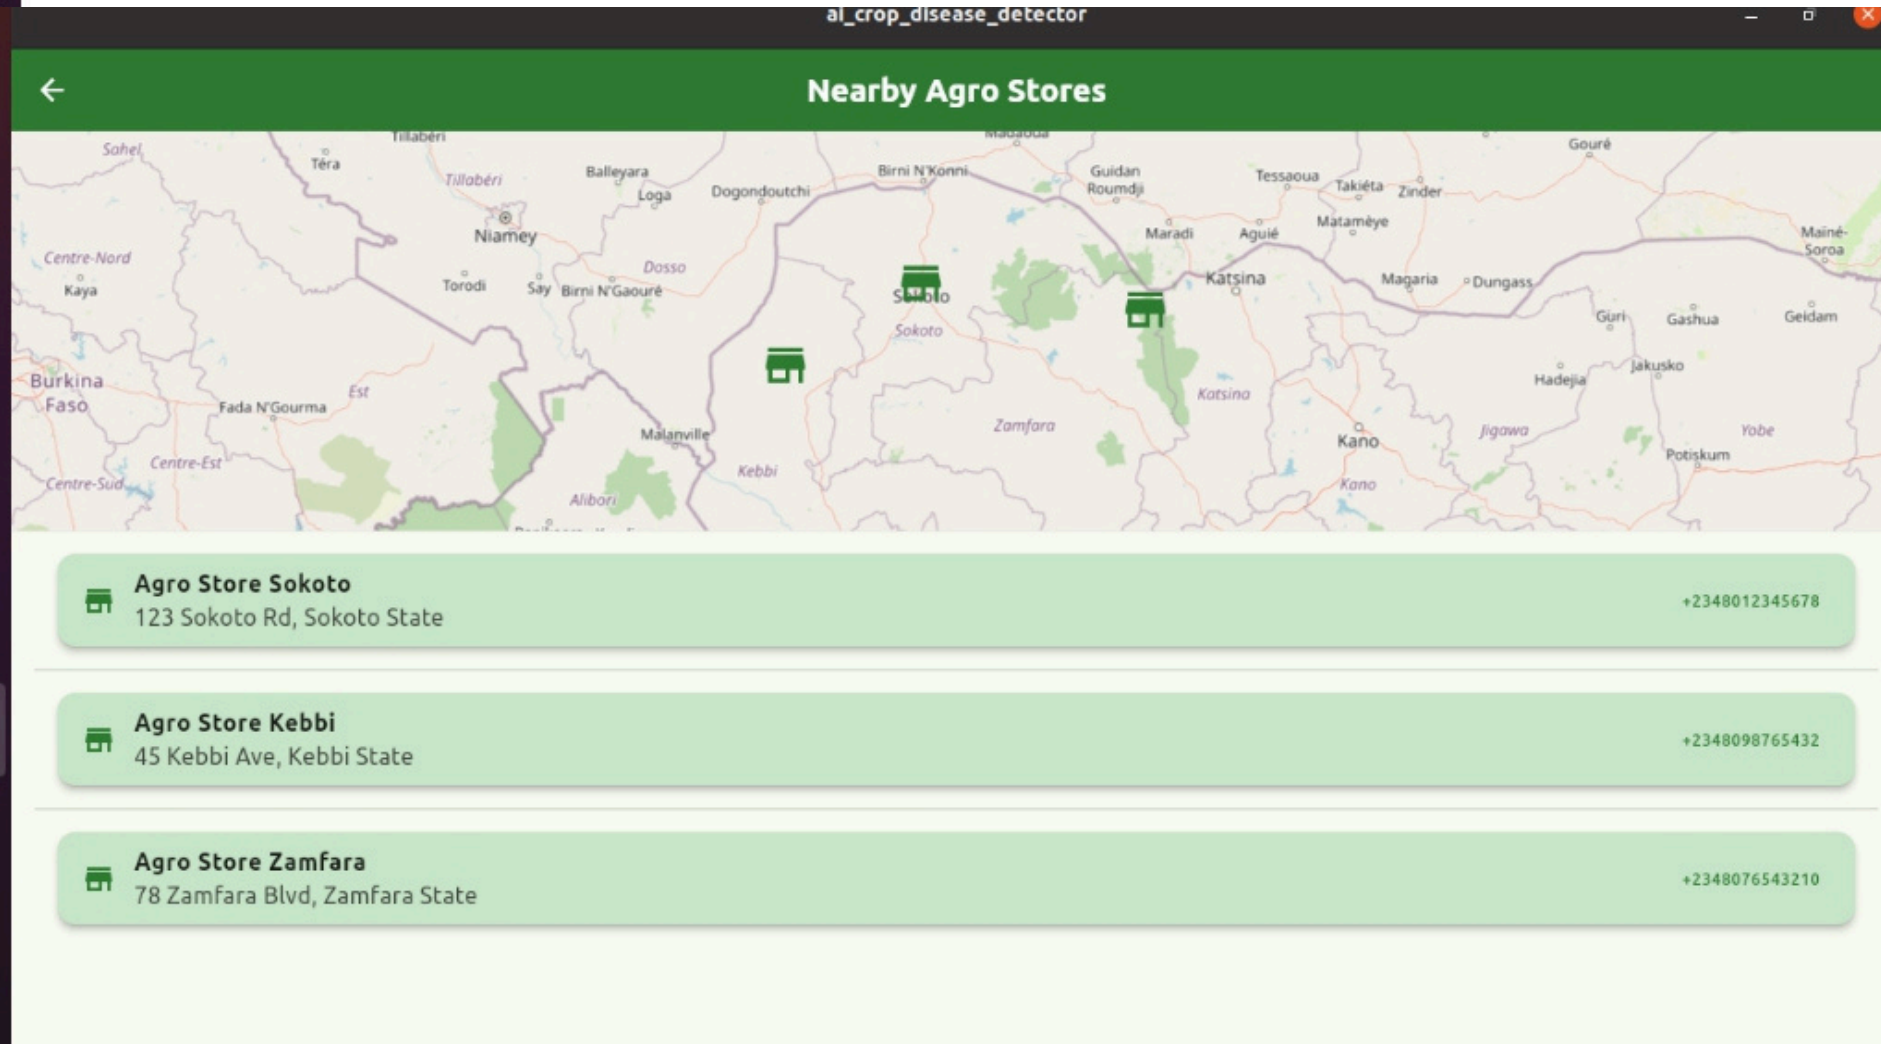 ai_crop_disease_detector
Nearby Agro Stores
Tillabéri
Madaoua
Sahel
Téra
Tillabéri
Balleyara
Loga
Dogondoutchi
Birni N'Konni
Guidan
Roumdji
Tessaoua
Takiéta
Zinder
Gouré
Niamey
Maradi
Aguié
Matamèye
Maïné-
Soroa
Centre-Nord
Kaya
Dosso
Torodi
Say
Birni N'Gaouré
Sokoto
Katsina
Magaria
Dungass
Guri
Gashua
Geidam
Sokoto
Burkina
Faso
Est
Fada N'Gourma
Malanville
Zamfara
Katsina
Hadejia
Jakusko
Kano
Jigawa
Yobe
Potiskum
Centre-Est
Centre-Sud
Kebbi
Alibori
Kano
Agro Store Sokoto
123 Sokoto Rd, Sokoto State
+2348012345678
Agro Store Kebbi
45 Kebbi Ave, Kebbi State
+2348098765432
Agro Store Zamfara
78 Zamfara Blvd, Zamfara State
+2348076543210